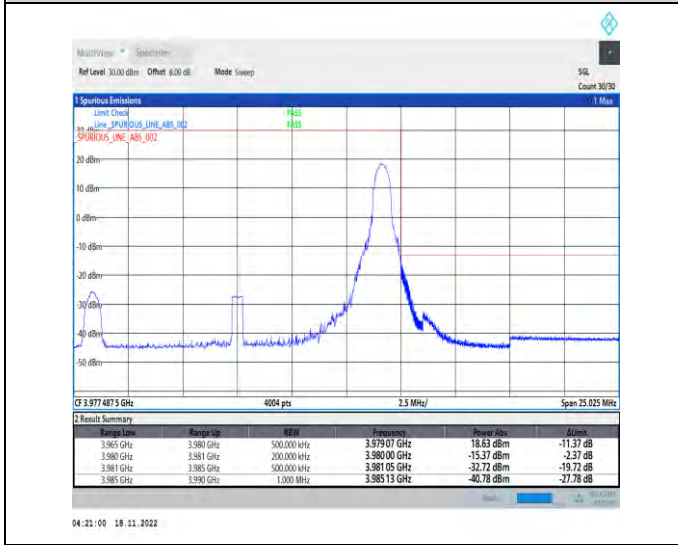 MultiView Spectrum
Ref Level 30.00 dBm Offset 8.00 dB Mode Sweep SGL
Count 30/30
1 Spurious Emissions 1 Max
Limit Check PASS
Line _SPURIOUS_LINE_ABS_002 PASS
_SPURIOUS_LINE_ABS_002
20 dBm
10 dBm
0 dBm
-10 dBm
-20 dBm
-30 dBm
-40 dBm
-50 dBm
CF 3.977 487 5 GHz 4004 pts 2.5 MHz/ Span 25.025 MHz
2 Result Summary
Range Low Range Up RBW Frequency Power Abs ΔLimit
3.965 GHz 3.980 GHz 500.000 kHz 3.979 07 GHz 18.63 dBm -11.37 dB
3.980 GHz 3.981 GHz 200.000 kHz 3.980 00 GHz -15.37 dBm -2.37 dB
3.981 GHz 3.985 GHz 500.000 kHz 3.981 05 GHz -32.72 dBm -19.72 dB
3.985 GHz 3.990 GHz 1.000 MHz 3.985 13 GHz -40.78 dBm -27.78 dB
04:21:00 18.11.2022